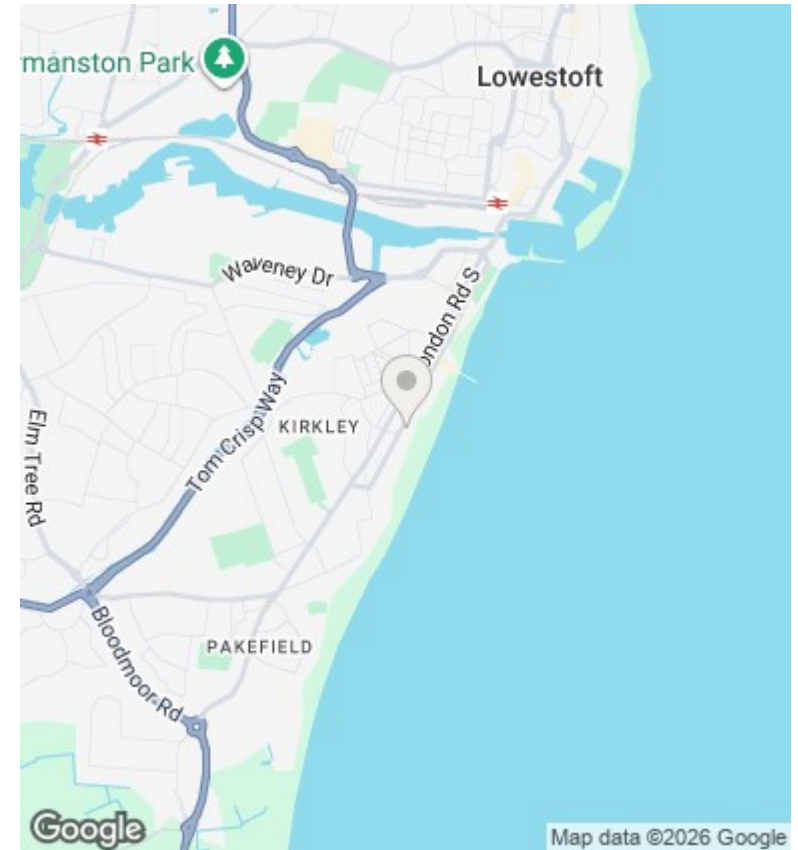 rmanston Park
Lowestoft
Waveney Dr
ondon Rd S
Tom Crisp Way
KIRKLEY
Elm Tree Rd
Bloodmoor Rd
PAKEFIELD
Google
Map data ©2026 Google